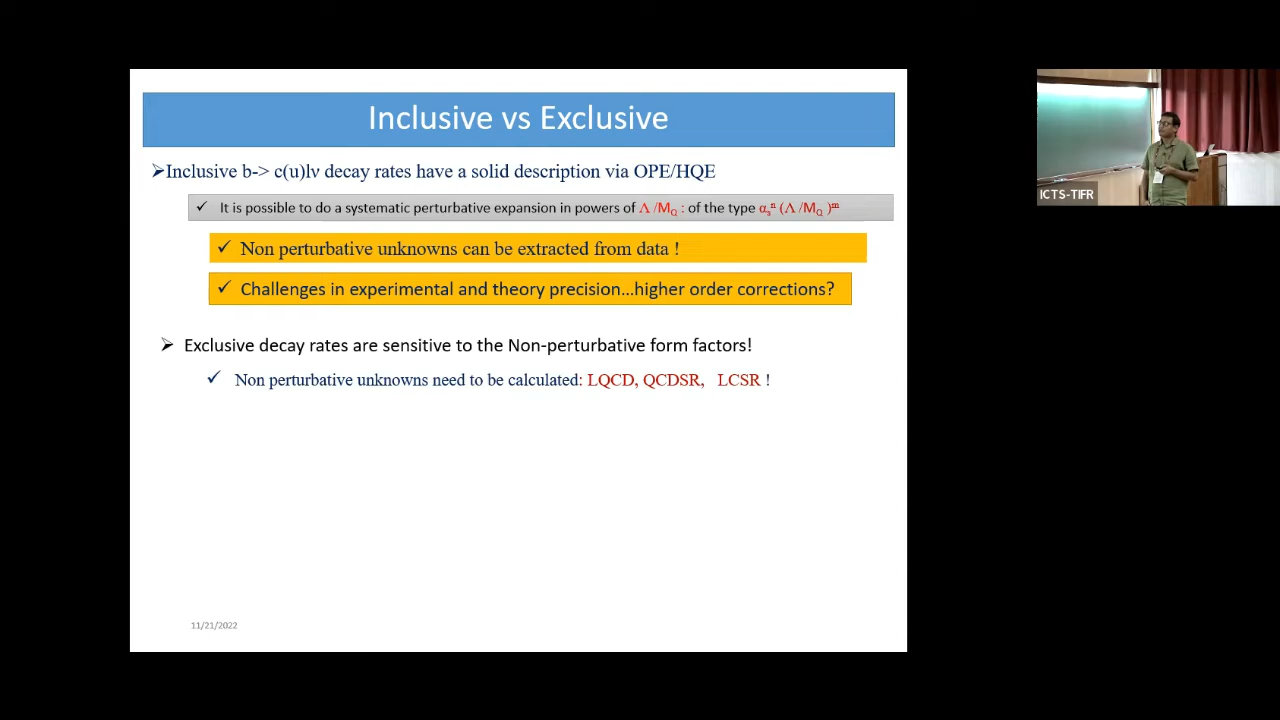 Inclusive vs Exclusive
➢Inclusive b-> c(u)lν decay rates have a solid description via OPE/HQE
✓ It is possible to do a systematic perturbative expansion in powers of Λ /M_Q : of the type α_s^n (Λ /M_Q )^m
✓ Non perturbative unknowns can be extracted from data !
✓ Challenges in experimental and theory precision...higher order corrections?
➢ Exclusive decay rates are sensitive to the Non-perturbative form factors!
✓ Non perturbative unknowns need to be calculated: LQCD, QCDSR, LCSR !
11/21/2022
ICTS-TIFR